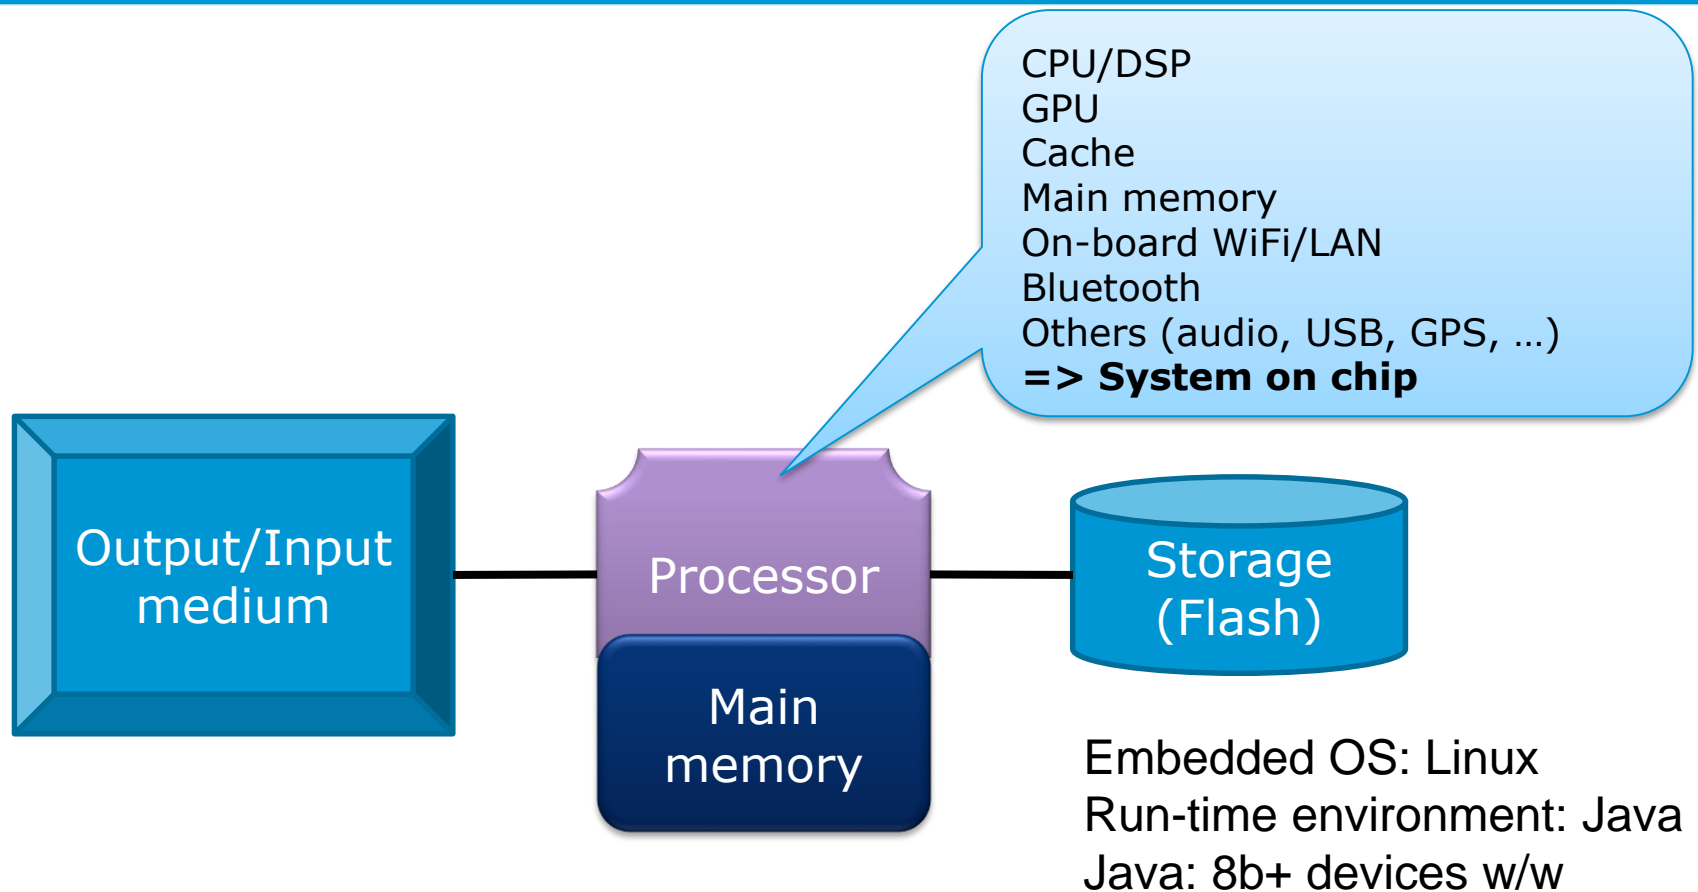 CPU/DSP
GPU
Cache
Main memory
On-board WiFi/LAN
Bluetooth
Others (audio, USB, GPS, …)
=> System on chip
Output/Input
medium
Processor
Main
memory
Storage
(Flash)
Embedded OS: Linux
Run-time environment: Java
Java: 8b+ devices w/w